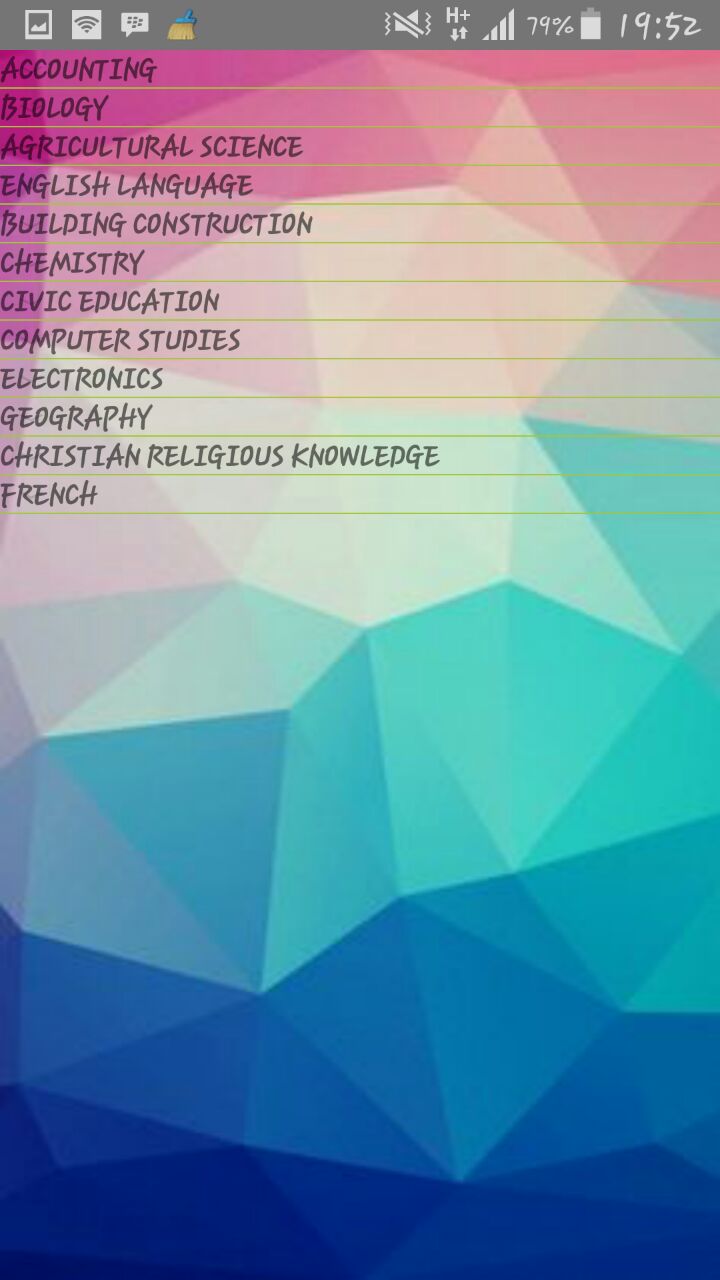 H+ 79% 19:52
ACCOUNTING
BIOLOGY
AGRICULTURAL SCIENCE
ENGLISH LANGUAGE
BUILDING CONSTRUCTION
CHEMISTRY
CIVIC EDUCATION
COMPUTER STUDIES
ELECTRONICS
GEOGRAPHY
CHRISTIAN RELIGIOUS KNOWLEDGE
FRENCH